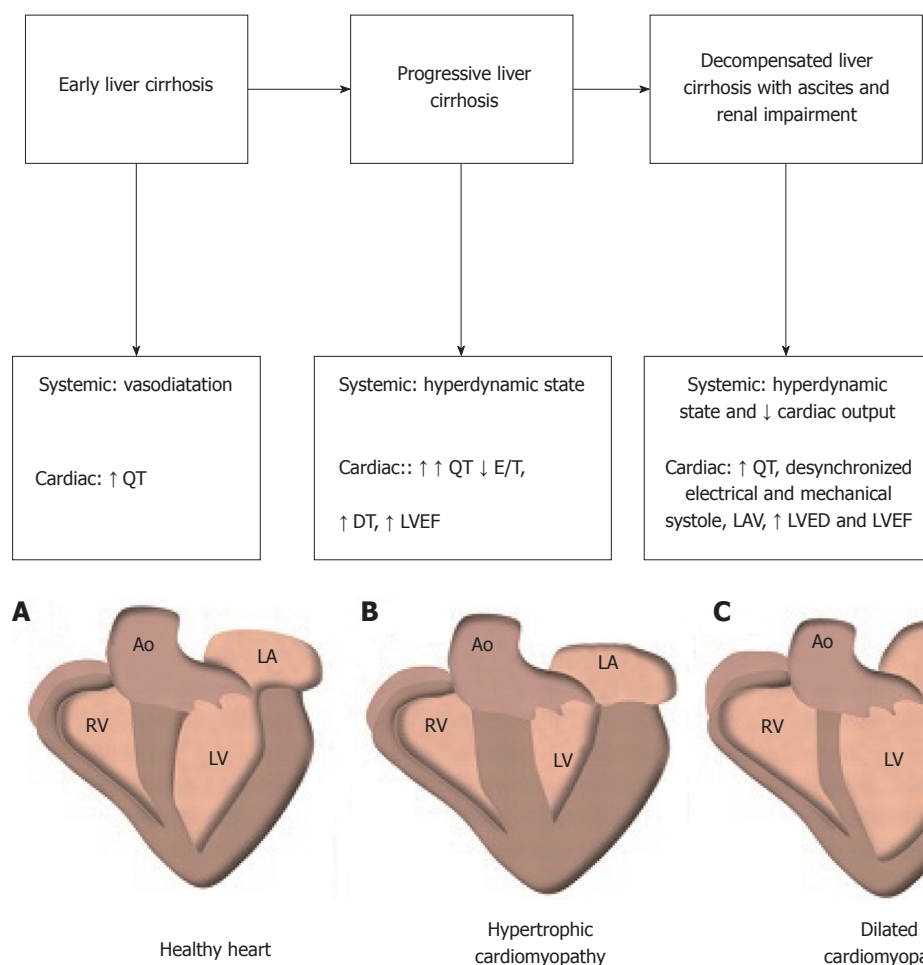 Early liver cirrhosis
Progressive liver
cirrhosis
Decompensated liver
cirrhosis with ascites and
renal impairment
Systemic: vasodiatation
Cardiac: ↑ QT
Systemic: hyperdynamic state
Cardiac:: ↑ ↑ QT ↓ E/T,
↑ DT, ↑ LVEF
Systemic: hyperdynamic
state and ↓ cardiac output
Cardiac: ↑ QT, desynchronized
electrical and mechanical
systole, LAV, ↑ LVED and LVEF
A
Ao
LA
RV
LV
Healthy heart
B
Ao
LA
RV
LV
Hypertrophic
cardiomyopathy
C
Ao
RV
LV
Dilated
cardiomyopa